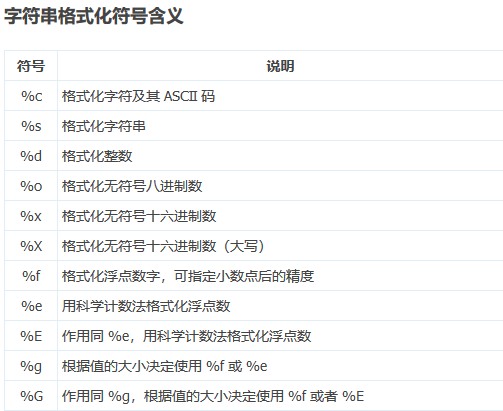 字符串格式化符号含义
符号 说明
%c 格式化字符及其 ASCII 码
%s 格式化字符串
%d 格式化整数
%o 格式化无符号八进制数
%x 格式化无符号十六进制数
%X 格式化无符号十六进制数（大写）
%f 格式化浮点数字，可指定小数点后的精度
%e 用科学计数法格式化浮点数
%E 作用同 %e，用科学计数法格式化浮点数
%g 根据值的大小决定使用 %f 或 %e
%G 作用同 %g，根据值的大小决定使用 %f 或者 %E